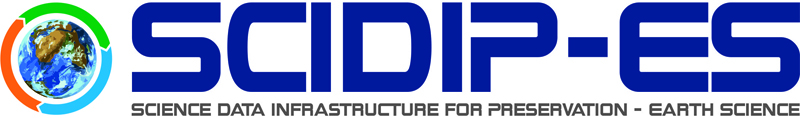 SCIDIP-ES
SCIENCE DATA INFRASTRUCTURE FOR PRESERVATION - EARTH SCIENCE